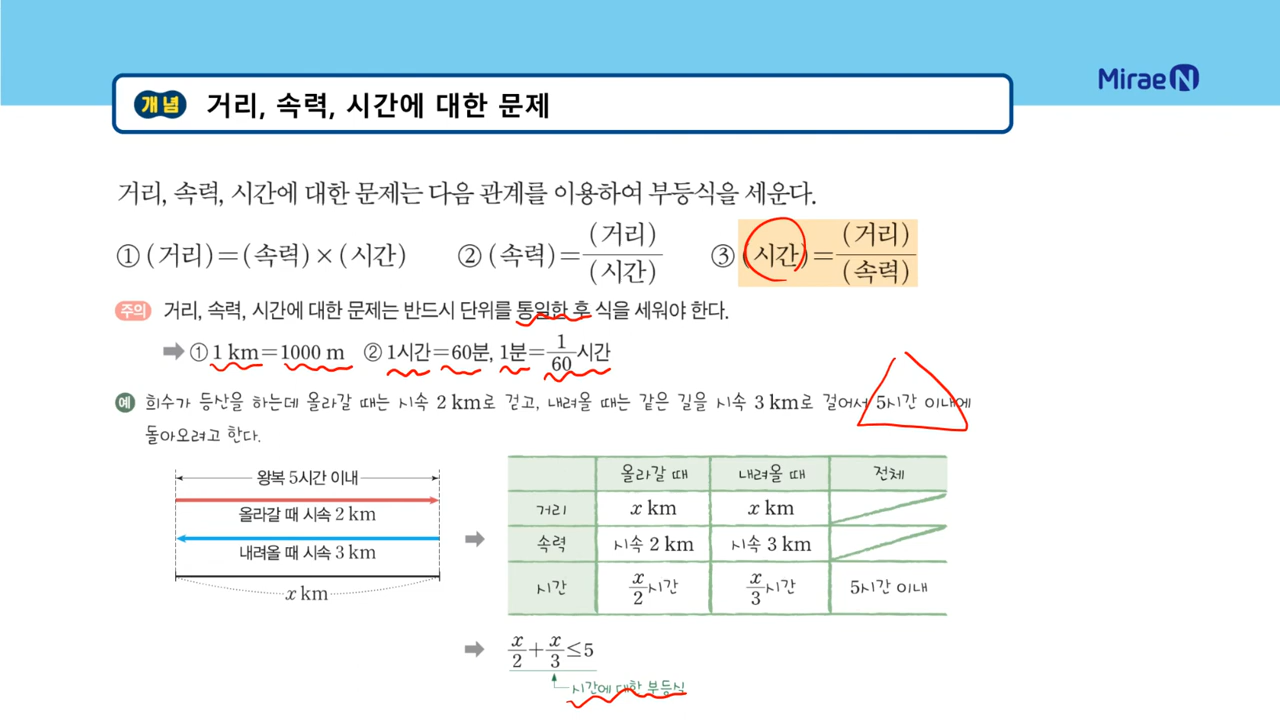 Mirae N
개념 거리, 속력, 시간에 대한 문제
거리, 속력, 시간에 대한 문제는 다음 관계를 이용하여 부등식을 세운다.
① (거리)=(속력)×(시간) ② (속력)=(거리)/(시간) ③ (시간)=(거리)/(속력)
주의 거리, 속력, 시간에 대한 문제는 반드시 단위를 통일한 후 식을 세워야 한다.
➡ ① 1 km=1000 m ② 1시간=60분, 1분=1/60시간
예 희수가 등산을 하는데 올라갈 때는 시속 2 km로 걷고, 내려올 때는 같은 길을 시속 3 km로 걸어서 5시간 이내에
돌아오려고 한다.
왕복 5시간 이내
올라갈 때 시속 2 km
내려올 때 시속 3 km
x km
➡
올라갈 때 내려올 때 전체
거리 x km x km
속력 시속 2 km 시속 3 km
시간 x/2시간 x/3시간 5시간 이내
➡ x/2+x/3≤5
시간에 대한 부등식